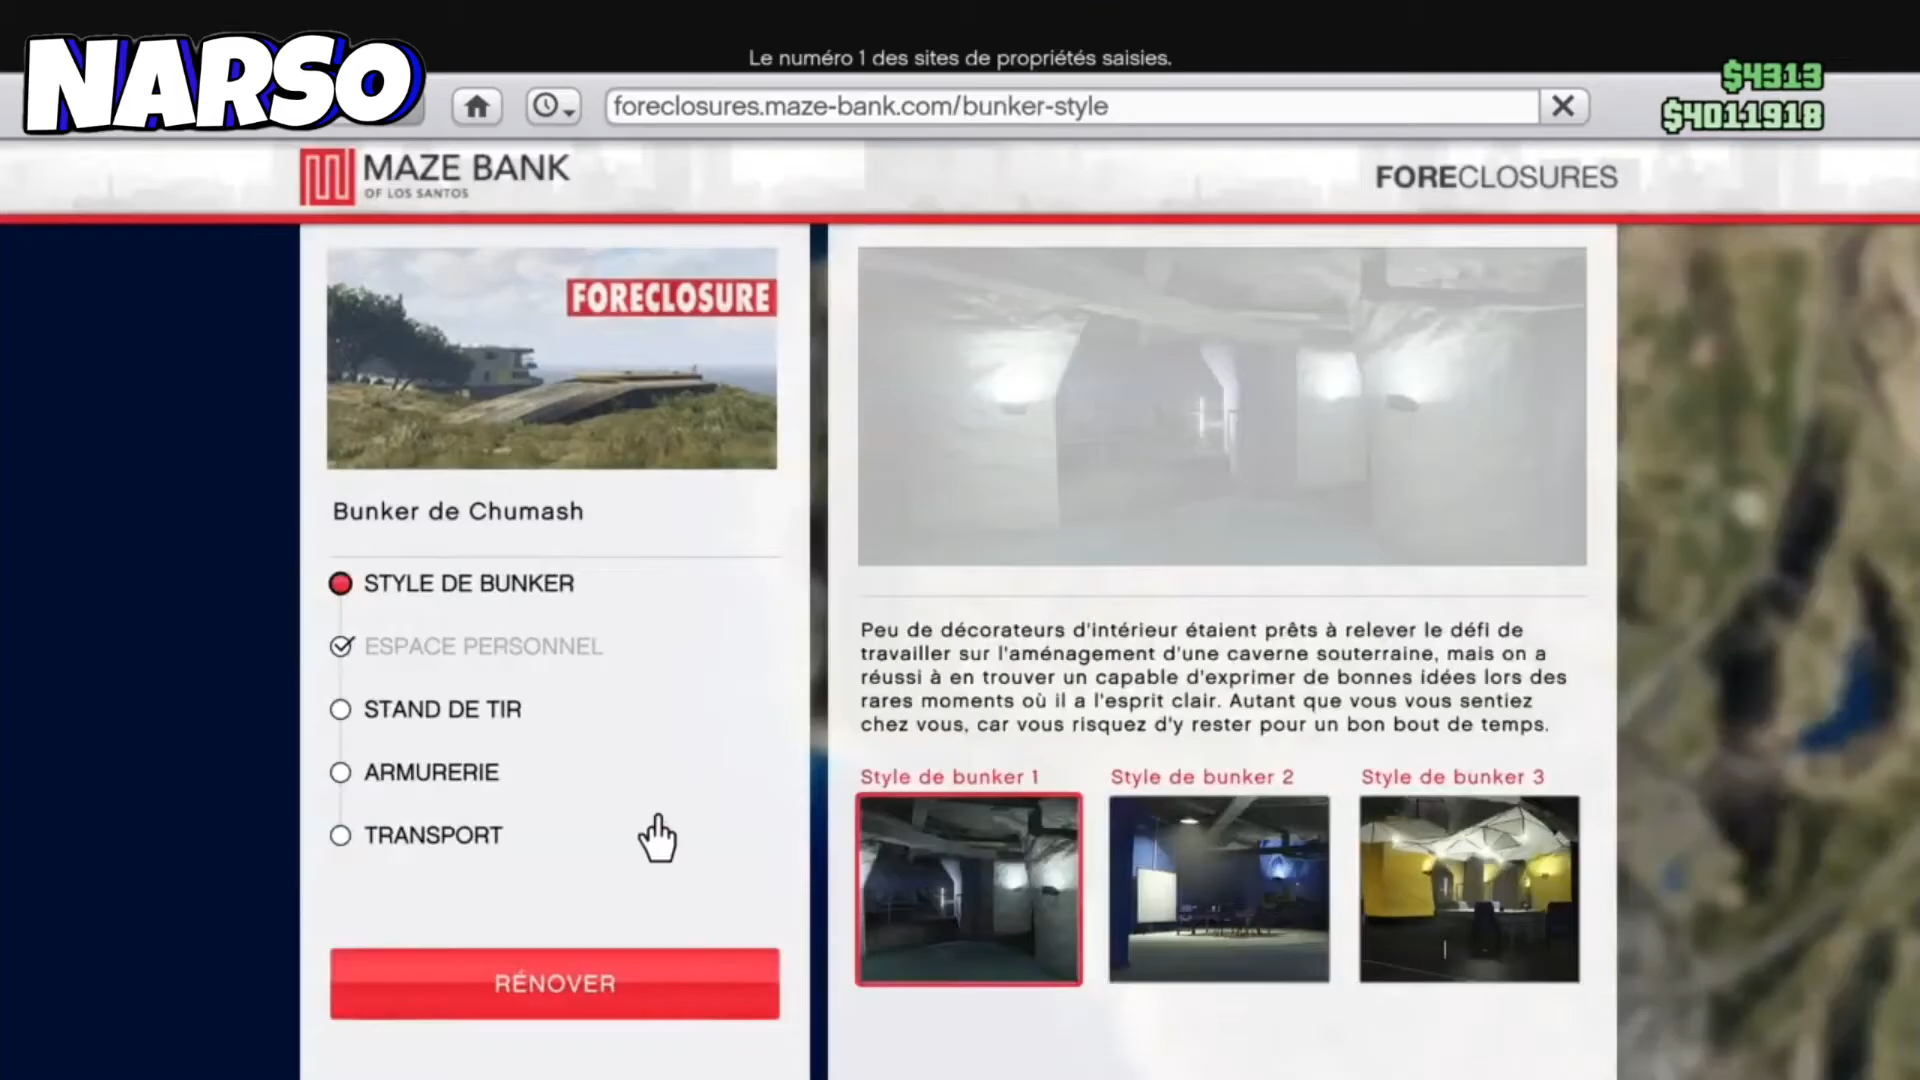 NARSO
Le numéro 1 des sites de propriétés saisies.
$4313
$4011918
foreclosures.maze-bank.com/bunker-style
MAZE BANK
OF LOS SANTOS
FORECLOSURES
FORECLOSURE
Bunker de Chumash
STYLE DE BUNKER
ESPACE PERSONNEL
STAND DE TIR
ARMURERIE
TRANSPORT
RÉNOVER
Peu de décorateurs d'intérieur étaient prêts à relever le défi de
travailler sur l'aménagement d'une caverne souterraine, mais on a
réussi à en trouver un capable d'exprimer de bonnes idées lors des
rares moments où il a l'esprit clair. Autant que vous vous sentiez
chez vous, car vous risquez d'y rester pour un bon bout de temps.
Style de bunker 1
Style de bunker 2
Style de bunker 3